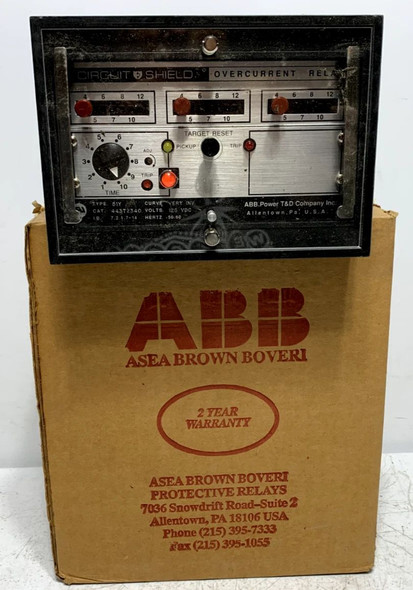 CIRCUIT SHIELD OVERCURRENT RELAY
4 6 12 4 6 12 4 6 12
5 7 10 5 7 10 5 7 10
TARGET RESET
PICKUP TRIP
ADJ.
TRIP
TIME
TYPE 51Y CURVE VERY INV
CAT. 443T2340 VOLTS 125 VDC
HERTZ 50-60
ABB Power T&D Company Inc.
Allentown, Pa. U.S.A.
ABB
ASEA BROWN BOVERI
2 YEAR
WARRANTY
ASEA BROWN BOVERI
PROTECTIVE RELAYS
7036 Snowdrift Road–Suite 2
Allentown, PA 18106 USA
Phone (215) 395-7333
Fax (215) 395-1055